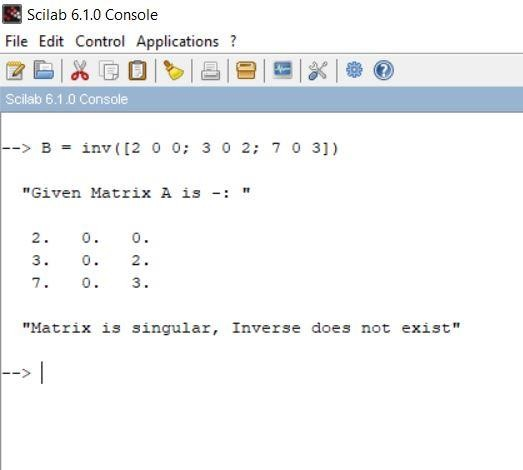 Scilab 6.1.0 Console
File Edit Control Applications ?
Scilab 6.1.0 Console
--> B = inv([2 0 0; 3 0 2; 7 0 3])
"Given Matrix A is -: "
2. 0. 0.
3. 0. 2.
7. 0. 3.
"Matrix is singular, Inverse does not exist"
-->